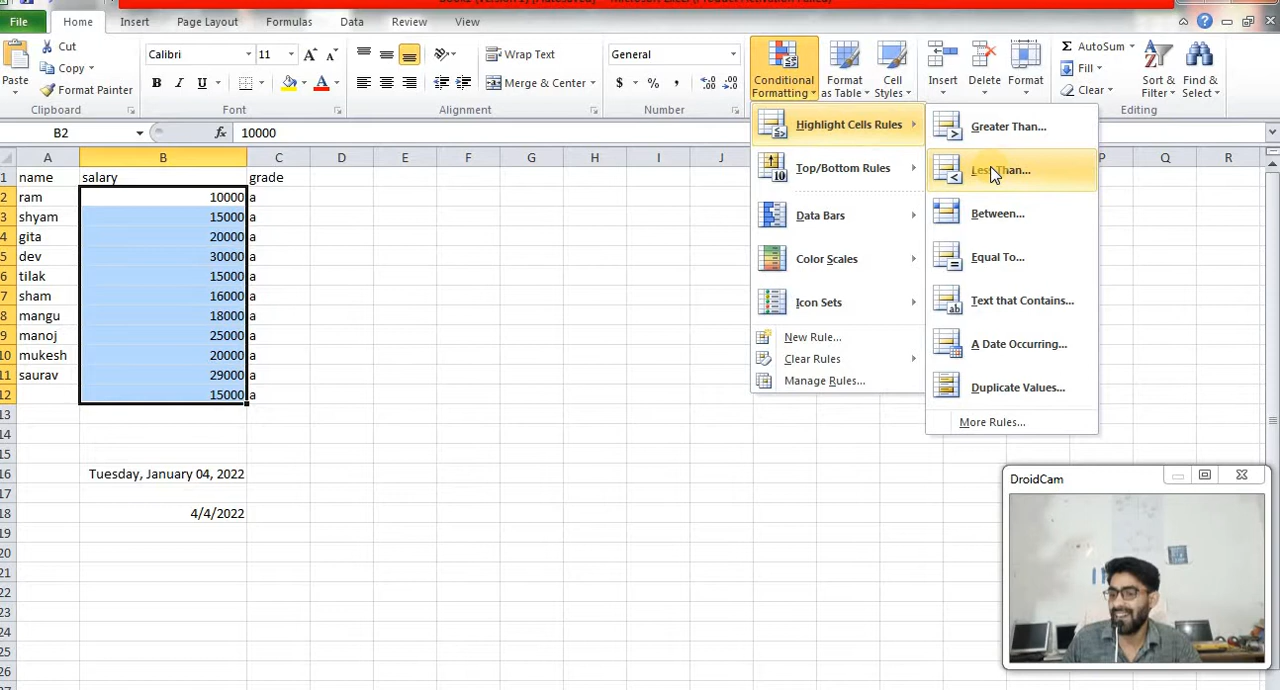 File Home Insert Page Layout Formulas Data Review View
Cut
Copy
Format Painter
Paste
Clipboard
Calibri 11
B I U
Font
Wrap Text
Merge & Center
Alignment
General
$ % ,
Number
Conditional Formatting
Format as Table
Cell Styles
Insert Delete Format
AutoSum
Fill
Clear
Sort & Filter
Find & Select
Editing
B2 fx 10000
A B C D E F G H I J P Q R
1 name salary grade
2 ram 10000 a
3 shyam 15000 a
4 gita 20000 a
5 dev 30000 a
6 tilak 15000 a
7 sham 16000 a
8 mangu 18000 a
9 manoj 25000 a
10 mukesh 20000 a
11 saurav 29000 a
12 15000 a
13
14
15
16 Tuesday, January 04, 2022
17
18 4/4/2022
19
20
21
22
23
24
25
26
Highlight Cells Rules
Top/Bottom Rules
Data Bars
Color Scales
Icon Sets
New Rule...
Clear Rules
Manage Rules...
Greater Than...
Less Than...
Between...
Equal To...
Text that Contains...
A Date Occurring...
Duplicate Values...
More Rules...
DroidCam